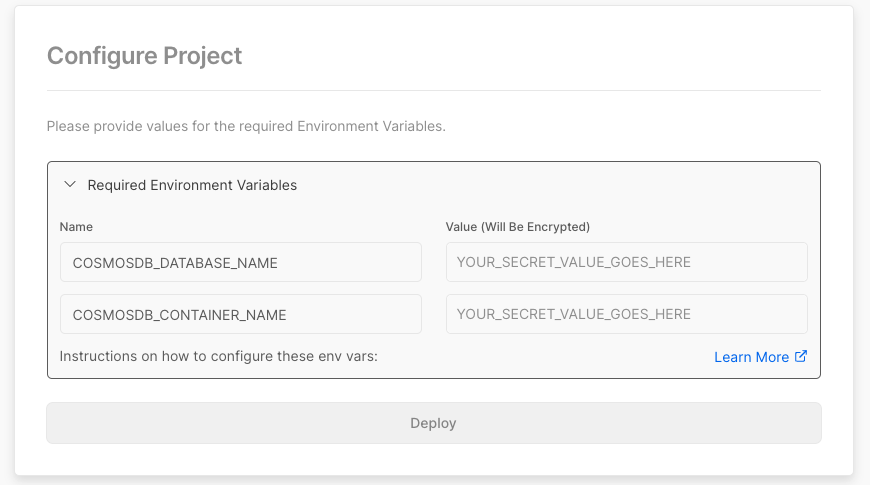 Configure Project
Please provide values for the required Environment Variables.
Required Environment Variables
Name
Value (Will Be Encrypted)
COSMOSDB_DATABASE_NAME
YOUR_SECRET_VALUE_GOES_HERE
COSMOSDB_CONTAINER_NAME
YOUR_SECRET_VALUE_GOES_HERE
Instructions on how to configure these env vars:
Learn More
Deploy